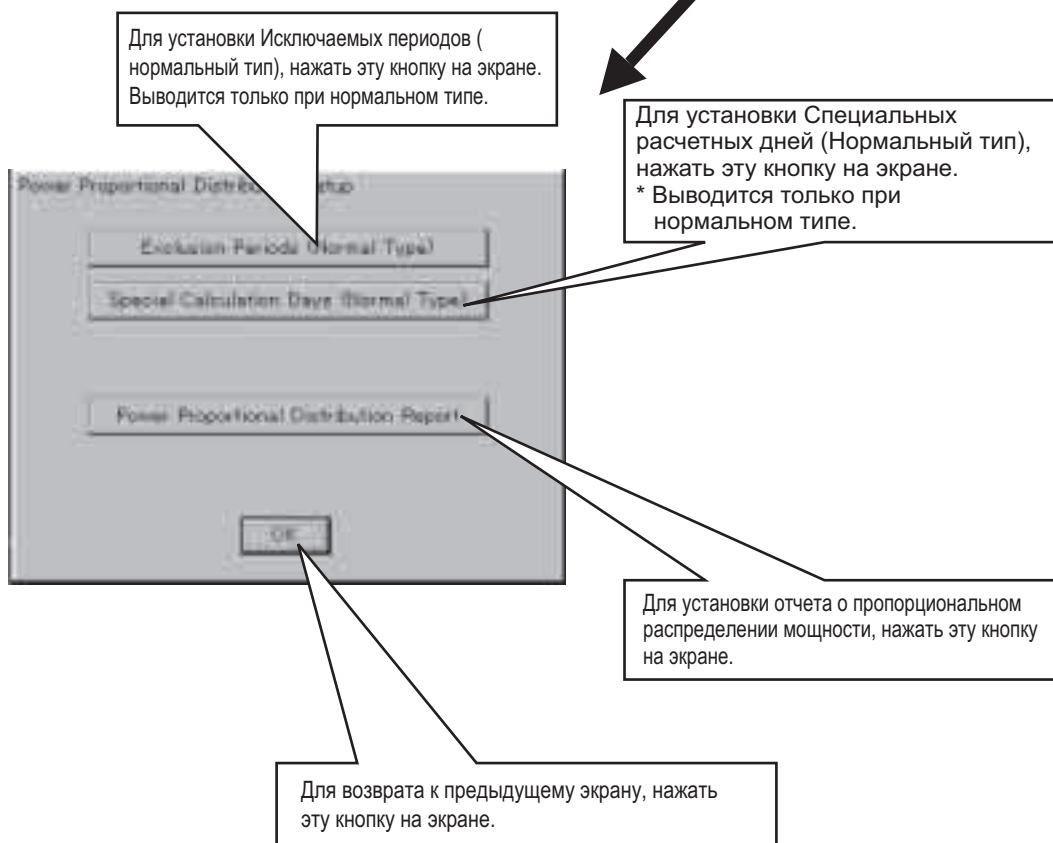 Для установки Исключаемых периодов (
нормальный тип), нажать эту кнопку на экране.
Выводится только при нормальном типе.
Для установки Специальных
расчетных дней (Нормальный тип),
нажать эту кнопку на экране.
* Выводится только при
нормальном типе.
Power Proportional
Exclusion Periods (Normal Type)
Special Calculation Days (Normal Type)
Power Proportional Distribution Report
OK
Для установки отчета о пропорциональном
распределении мощности, нажать эту кнопку
на экране.
Для возврата к предыдущему экрану, нажать
эту кнопку на экране.